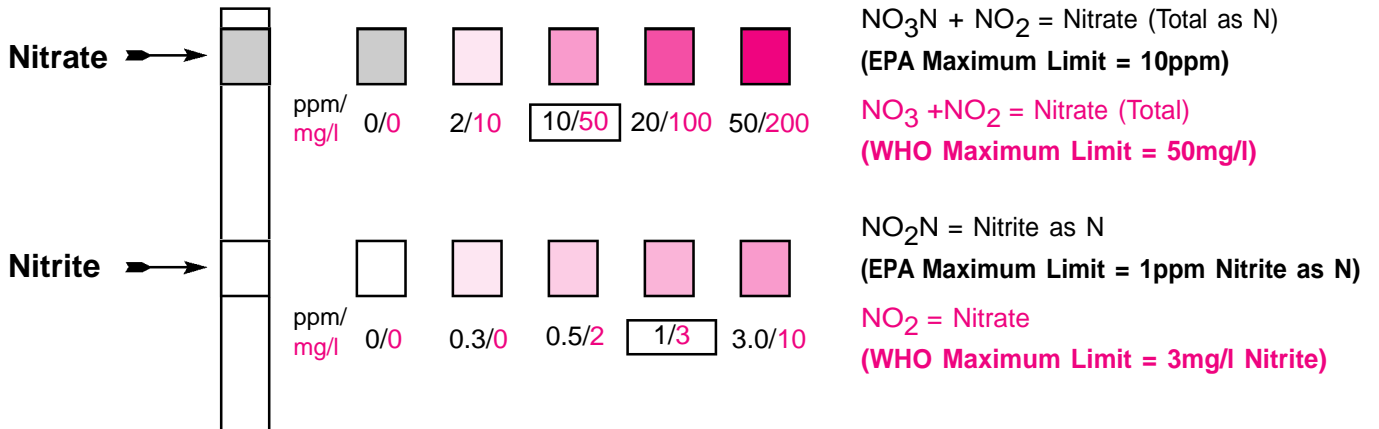 Nitrate
ppm/
mg/l
0/0 2/10 10/50 20/100 50/200
NO3N + NO2 = Nitrate (Total as N)
(EPA Maximum Limit = 10ppm)
NO3 +NO2 = Nitrate (Total)
(WHO Maximum Limit = 50mg/l)
Nitrite
ppm/
mg/l
0/0 0.3/0 0.5/2 1/3 3.0/10
NO2N = Nitrite as N
(EPA Maximum Limit = 1ppm Nitrite as N)
NO2 = Nitrate
(WHO Maximum Limit = 3mg/l Nitrite)